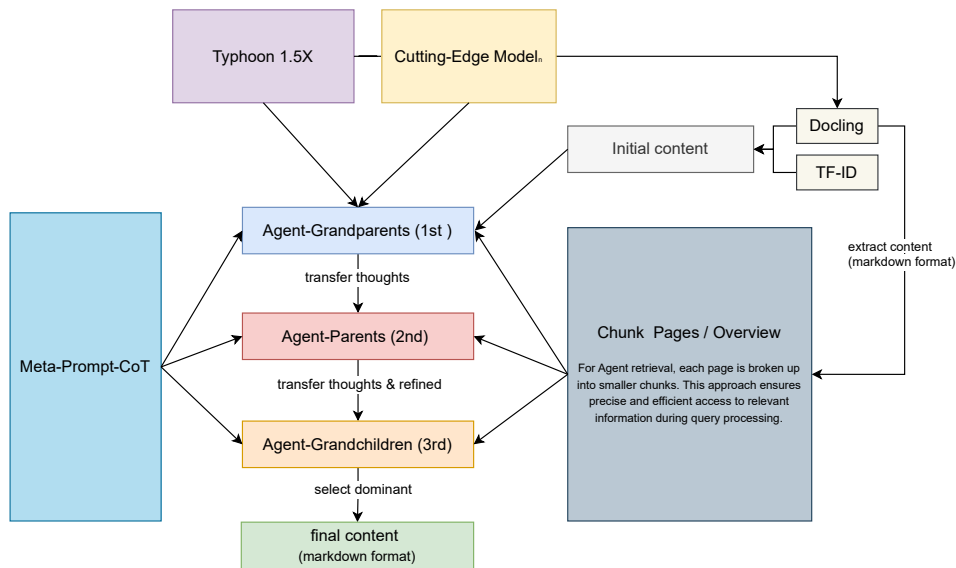 Typhoon 1.5X
Cutting-Edge Modelₙ
Docling
TF-ID
Initial content
Agent-Grandparents (1st )
extract content
(markdown format)
transfer thoughts
Agent-Parents (2nd)
Chunk  Pages / Overview
For Agent retrieval, each page is broken up
into smaller chunks. This approach ensures
precise and efficient access to relevant
information during query processing.
Meta-Prompt-CoT
transfer thoughts & refined
Agent-Grandchildren (3rd)
select dominant
final content
(markdown format)